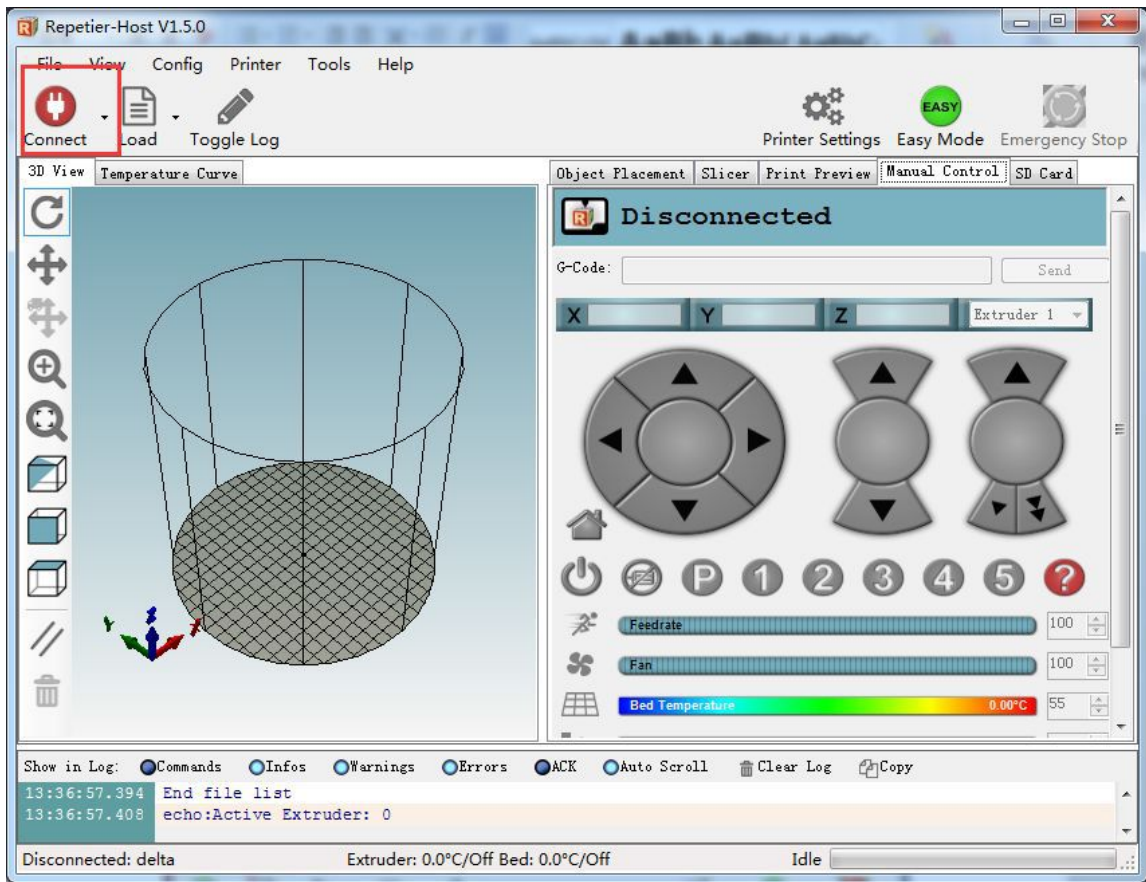 Repetier-Host V1.5.0
File View Config Printer Tools Help
Connect Load Toggle Log Printer Settings EASY Easy Mode Emergency Stop
3D View Temperature Curve
Object Placement Slicer Print Preview Manual Control SD Card
Disconnected
G-Code: Send
X Y Z Extruder 1
P 1 2 3 4 5 ?
Feedrate 100
Fan 100
Bed Temperature 0.00°C 55
Y Z X
Show in Log: Commands Infos Warnings Errors ACK Auto Scroll Clear Log Copy
13:36:57.394 End file list
13:36:57.408 echo:Active Extruder: 0
Disconnected: delta Extruder: 0.0°C/Off Bed: 0.0°C/Off Idle